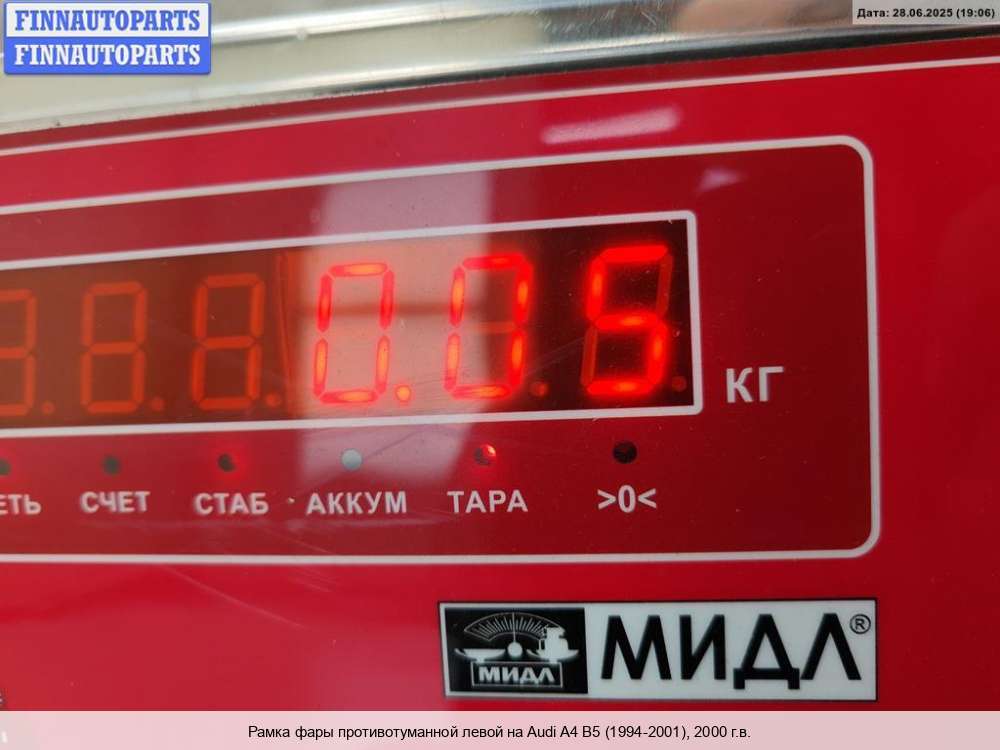 FINNAUTOPARTS
FINNAUTOPARTS
Дата: 28.06.2025 (19:06)
0.05
КГ
СЧЕТ СТАБ АККУМ ТАРА >0<
МИДЛ
МИДЛ®
Рамка фары противотуманной левой на Audi A4 B5 (1994-2001), 2000 г.в.